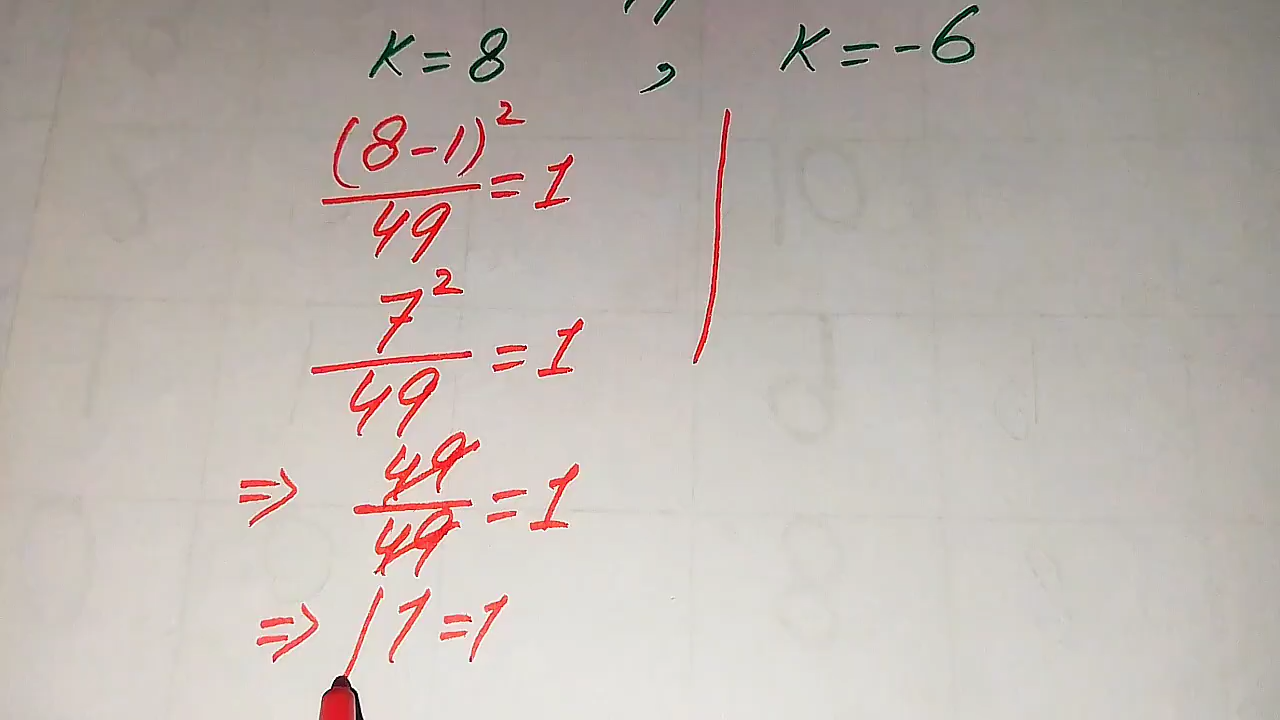 K = 8 , K = -6
(8-1)²/49 = 1
7²/49 = 1
⇒ 49/49 = 1
⇒ 1 = 1